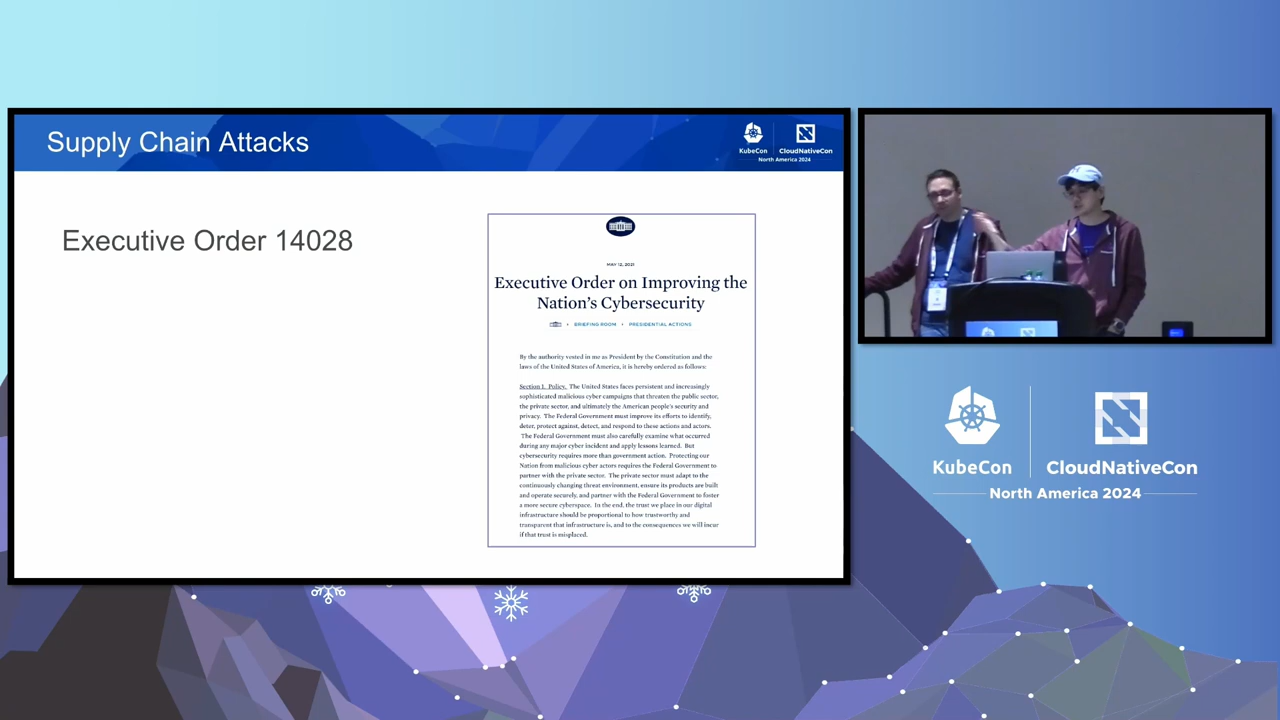 Supply Chain Attacks
KubeCon
CloudNativeCon
North America 2024
Executive Order 14028
MAY 12, 2021
Executive Order on Improving the
Nation's Cybersecurity
BRIEFING ROOM
PRESIDENTIAL ACTIONS
By the authority vested in me as President by the Constitution and the
laws of the United States of America, it is hereby ordered as follows:
Section 1. Policy. The United States faces persistent and increasingly
sophisticated malicious cyber campaigns that threaten the public sector,
the private sector, and ultimately the American people's security and
privacy. The Federal Government must improve its efforts to identify,
deter, protect against, detect, and respond to these actions and actors.
The Federal Government must also carefully examine what occurred
during any major cyber incident and apply lessons learned. But
cybersecurity requires more than government action. Protecting our
Nation from malicious cyber actors requires the Federal Government to
partner with the private sector. The private sector must adapt to the
continuously changing threat environment, ensure its products are built
and operate securely, and partner with the Federal Government to foster
a more secure cyberspace. In the end, the trust we place in our digital
infrastructure should be proportional to how trustworthy and
transparent that infrastructure is, and to the consequences we will incur
if that trust is misplaced.
KubeCon
CloudNativeCon
North America 2024